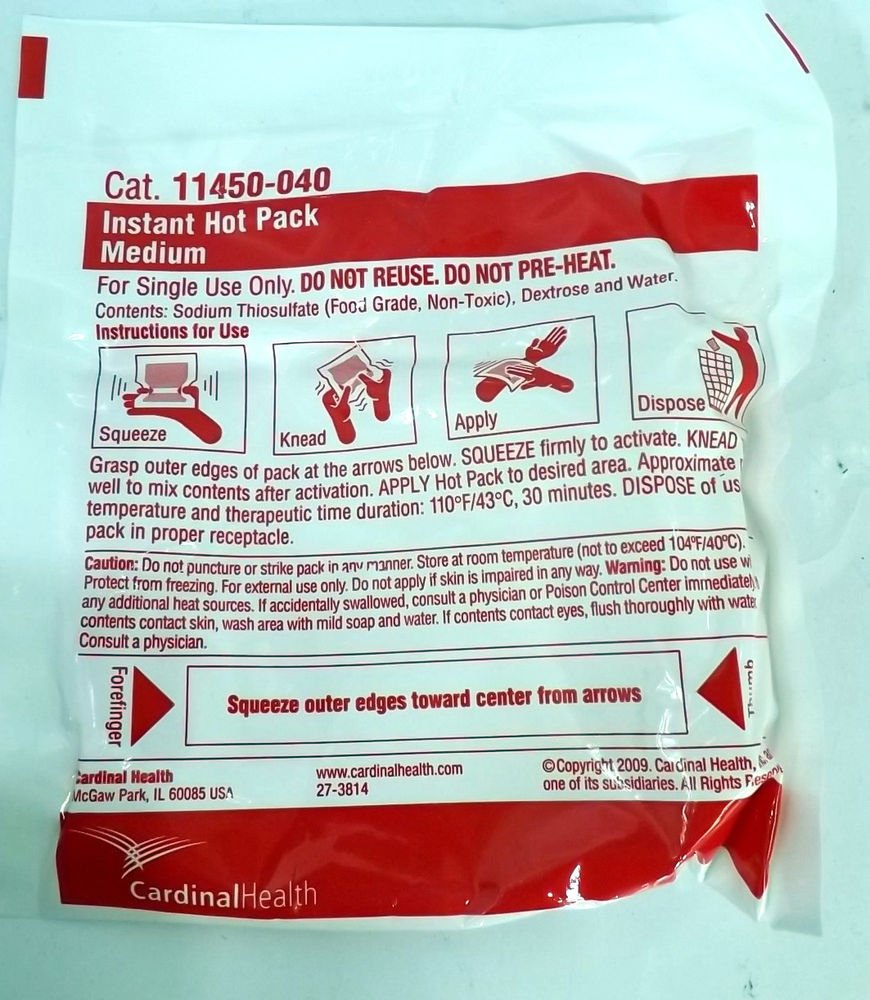 Cat. 11450-040
Instant Hot Pack
Medium
For Single Use Only. DO NOT REUSE. DO NOT PRE-HEAT.
Contents: Sodium Thiosulfate (Food Grade, Non-Toxic), Dextrose and Water.
Instructions for Use
Squeeze
Knead
Apply
Dispose
Grasp outer edges of pack at the arrows below. SQUEEZE firmly to activate. KNEAD
well to mix contents after activation. APPLY Hot Pack to desired area. Approximate
temperature and therapeutic time duration: 110°F/43°C, 30 minutes. DISPOSE of us
pack in proper receptacle.
Caution: Do not puncture or strike pack in any manner. Store at room temperature (not to exceed 104°F/40°C).
Protect from freezing. For external use only. Do not apply if skin is impaired in any way. Warning: Do not use wi
any additional heat sources. If accidentally swallowed, consult a physician or Poison Control Center immediately
contents contact skin, wash area with mild soap and water. If contents contact eyes, flush thoroughly with water
Consult a physician.
Forefinger
Squeeze outer edges toward center from arrows
Thumb
Cardinal Health
McGaw Park, IL 60085 USA
www.cardinalhealth.com
27-3814
©Copyright 2009. Cardinal Health,
one of its subsidiaries. All Rights Reserv
CardinalHealth